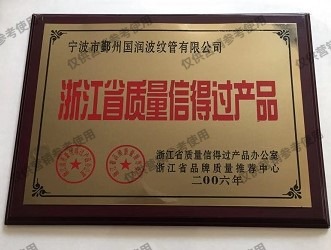 宁波市鄞州国润波纹管有限公司
浙江省质量信得过产品
浙江省质量信得过产品办公室
浙江省品牌质量推荐中心
二00六年